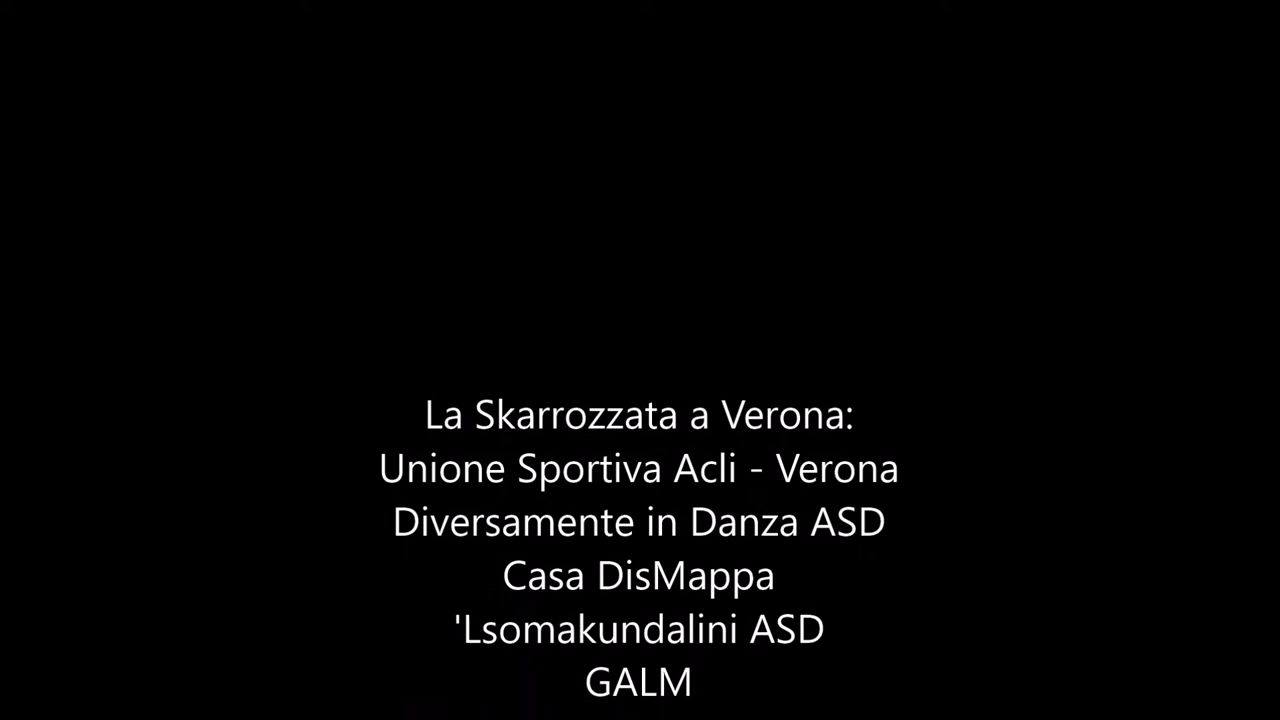 La Skarrozzata a Verona:
Unione Sportiva Acli - Verona
Diversamente in Danza ASD
Casa DisMappa
'Lsomakundalini ASD
GALM